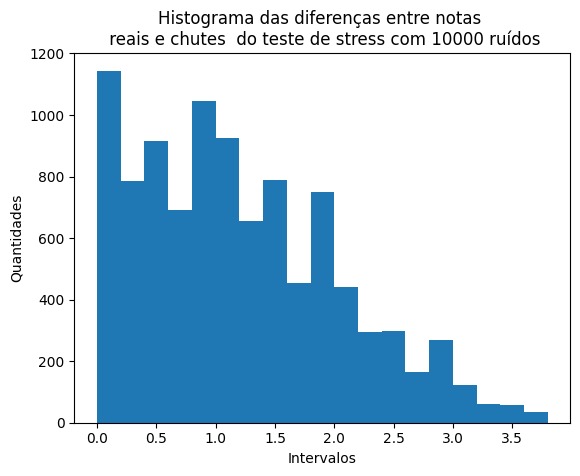 Histograma das diferenças entre notas
reais e chutes  do teste de stress com 10000 ruídos
1200
1000
800
600
400
200
0
Quantidades
0.0 0.5 1.0 1.5 2.0 2.5 3.0 3.5
Intervalos